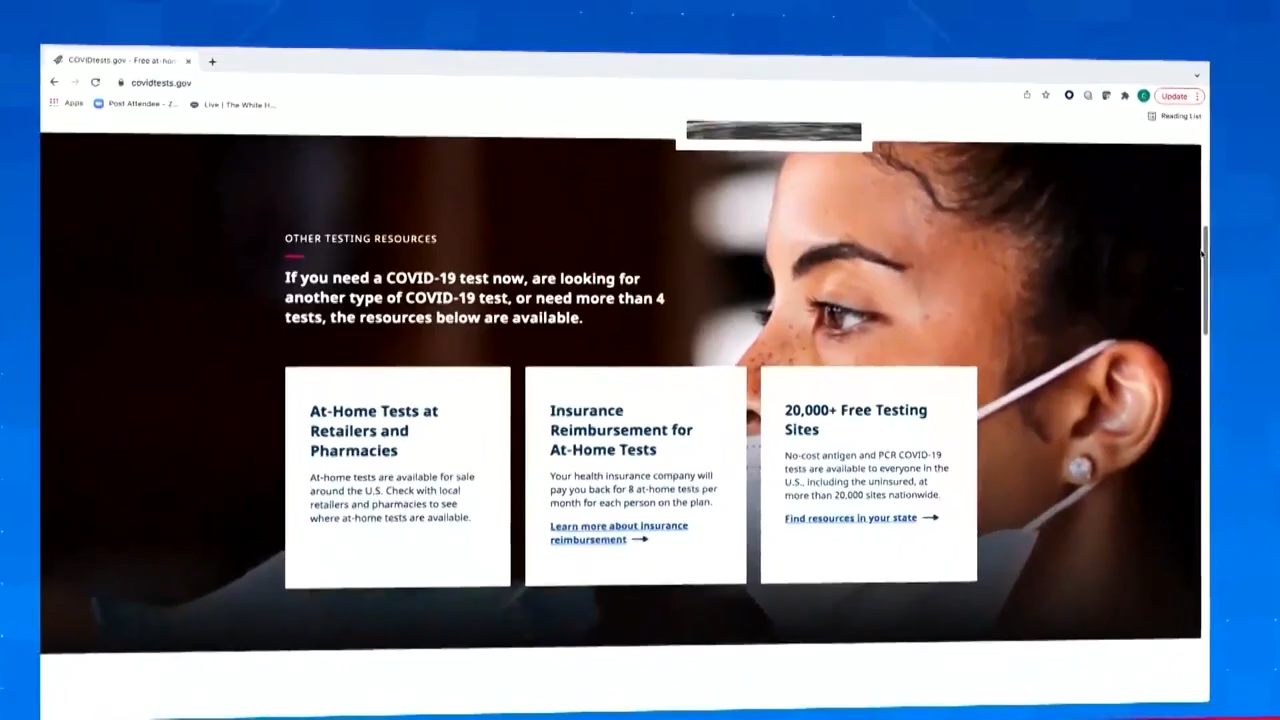 COVIDtests.gov - Free at-hom
covidtests.gov
Apps
Post Attendee - Z...
Live | The White H...
Update
Reading List
OTHER TESTING RESOURCES
If you need a COVID-19 test now, are looking for
another type of COVID-19 test, or need more than 4
tests, the resources below are available.
At-Home Tests at
Retailers and
Pharmacies
At-home tests are available for sale
around the U.S. Check with local
retailers and pharmacies to see
where at-home tests are available.
Insurance
Reimbursement for
At-Home Tests
Your health insurance company will
pay you back for 8 at-home tests per
month for each person on the plan.
Learn more about insurance
reimbursement
20,000+ Free Testing
Sites
No-cost antigen and PCR COVID-19
tests are available to everyone in the
U.S., including the uninsured, at
more than 20,000 sites nationwide.
Find resources in your state